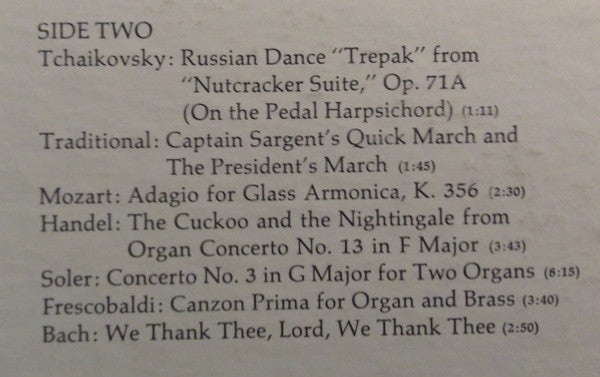 SIDE TWO
Tchaikovsky: Russian Dance "Trepak" from
"Nutcracker Suite," Op. 71A
(On the Pedal Harpsichord) (1:11)
Traditional: Captain Sargent's Quick March and
The President's March (1:45)
Mozart: Adagio for Glass Armonica, K. 356 (2:30)
Handel: The Cuckoo and the Nightingale from
Organ Concerto No. 13 in F Major (3:43)
Soler: Concerto No. 3 in G Major for Two Organs (8:15)
Frescobaldi: Canzon Prima for Organ and Brass (3:40)
Bach: We Thank Thee, Lord, We Thank Thee (2:50)